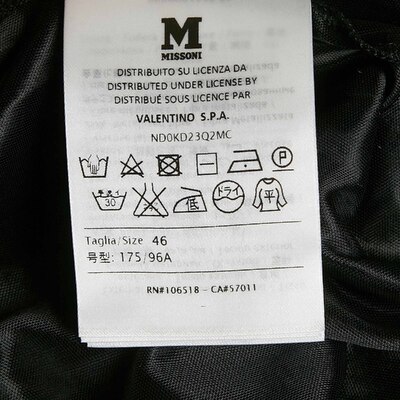 M
MISSONI
DISTRIBUITO SU LICENZA DA
DISTRIBUTED UNDER LICENSE BY
DISTRIBUÉ SOUS LICENCE PAR
VALENTINO S.P.A.
ND0KD23Q2MC
P
30 低 ドライ 平
Taglia/Size 46
号型: 175/96A
RN#106518 - CA#57011